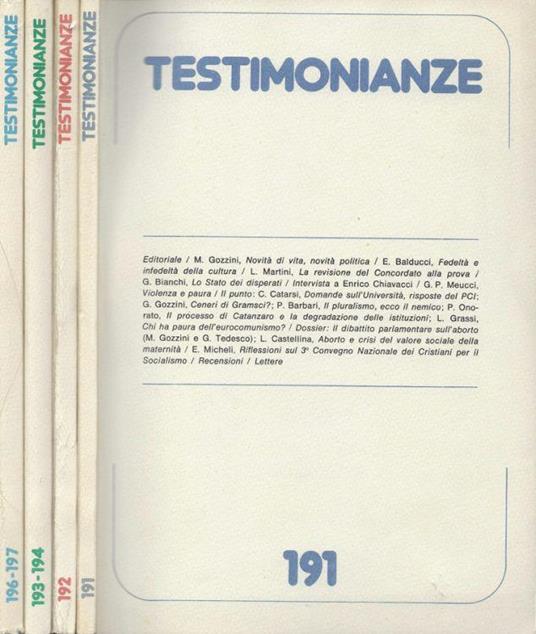 TESTIMONIANZE
196-197
TESTIMONIANZE
193-194
TESTIMONIANZE
192
TESTIMONIANZE
191
TESTIMONIANZE
Editoriale / M. Gozzini, Novità di vita, novità politica / E. Balducci, Fedeltà e
infedeltà della cultura / L. Martini, La revisione del Concordato alla prova /
G. Bianchi, Lo Stato dei disperati / Intervista a Enrico Chiavacci / G. P. Meucci,
Violenza e paura / Il punto: C. Catarsi, Domande sull'Università, risposte del PCI;
G. Gozzini, Ceneri di Gramsci?; P. Barbari, Il pluralismo, ecco il nemico; P. Ono-
rato, Il processo di Catanzaro e la degradazione delle istituzioni; L. Grassi,
Chi ha paura dell'eurocomunismo? / Dossier: Il dibattito parlamentare sull'aborto
(M. Gozzini e G. Tedesco); L. Castellina, Aborto e crisi del valore sociale della
maternità / E. Micheli, Riflessioni sul 3° Convegno Nazionale dei Cristiani per il
Socialismo / Recensioni / Lettere
191